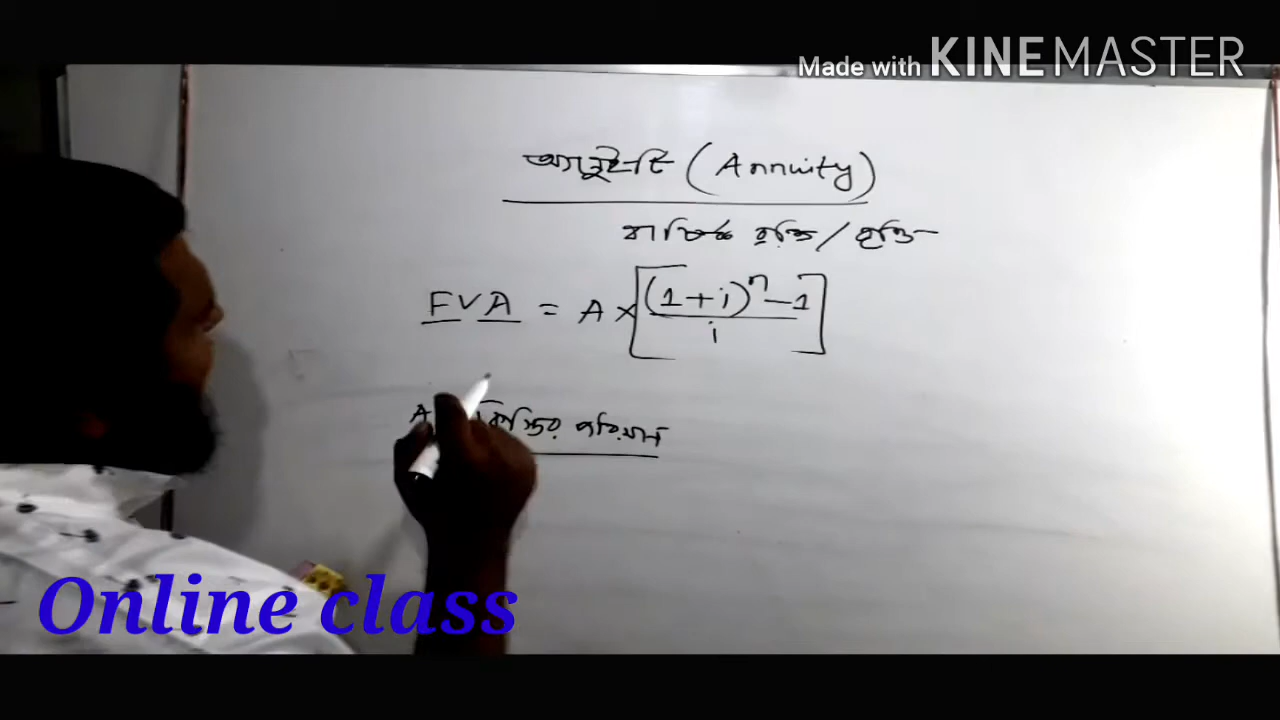 Made with KINEMASTER
অ্যানুইটি (Annuity)
বার্ষিক বৃত্তি / বৃত্তি
FVA = A × [(1+i)^n - 1 / i]
A কিস্তির পরিমাণ
Online class